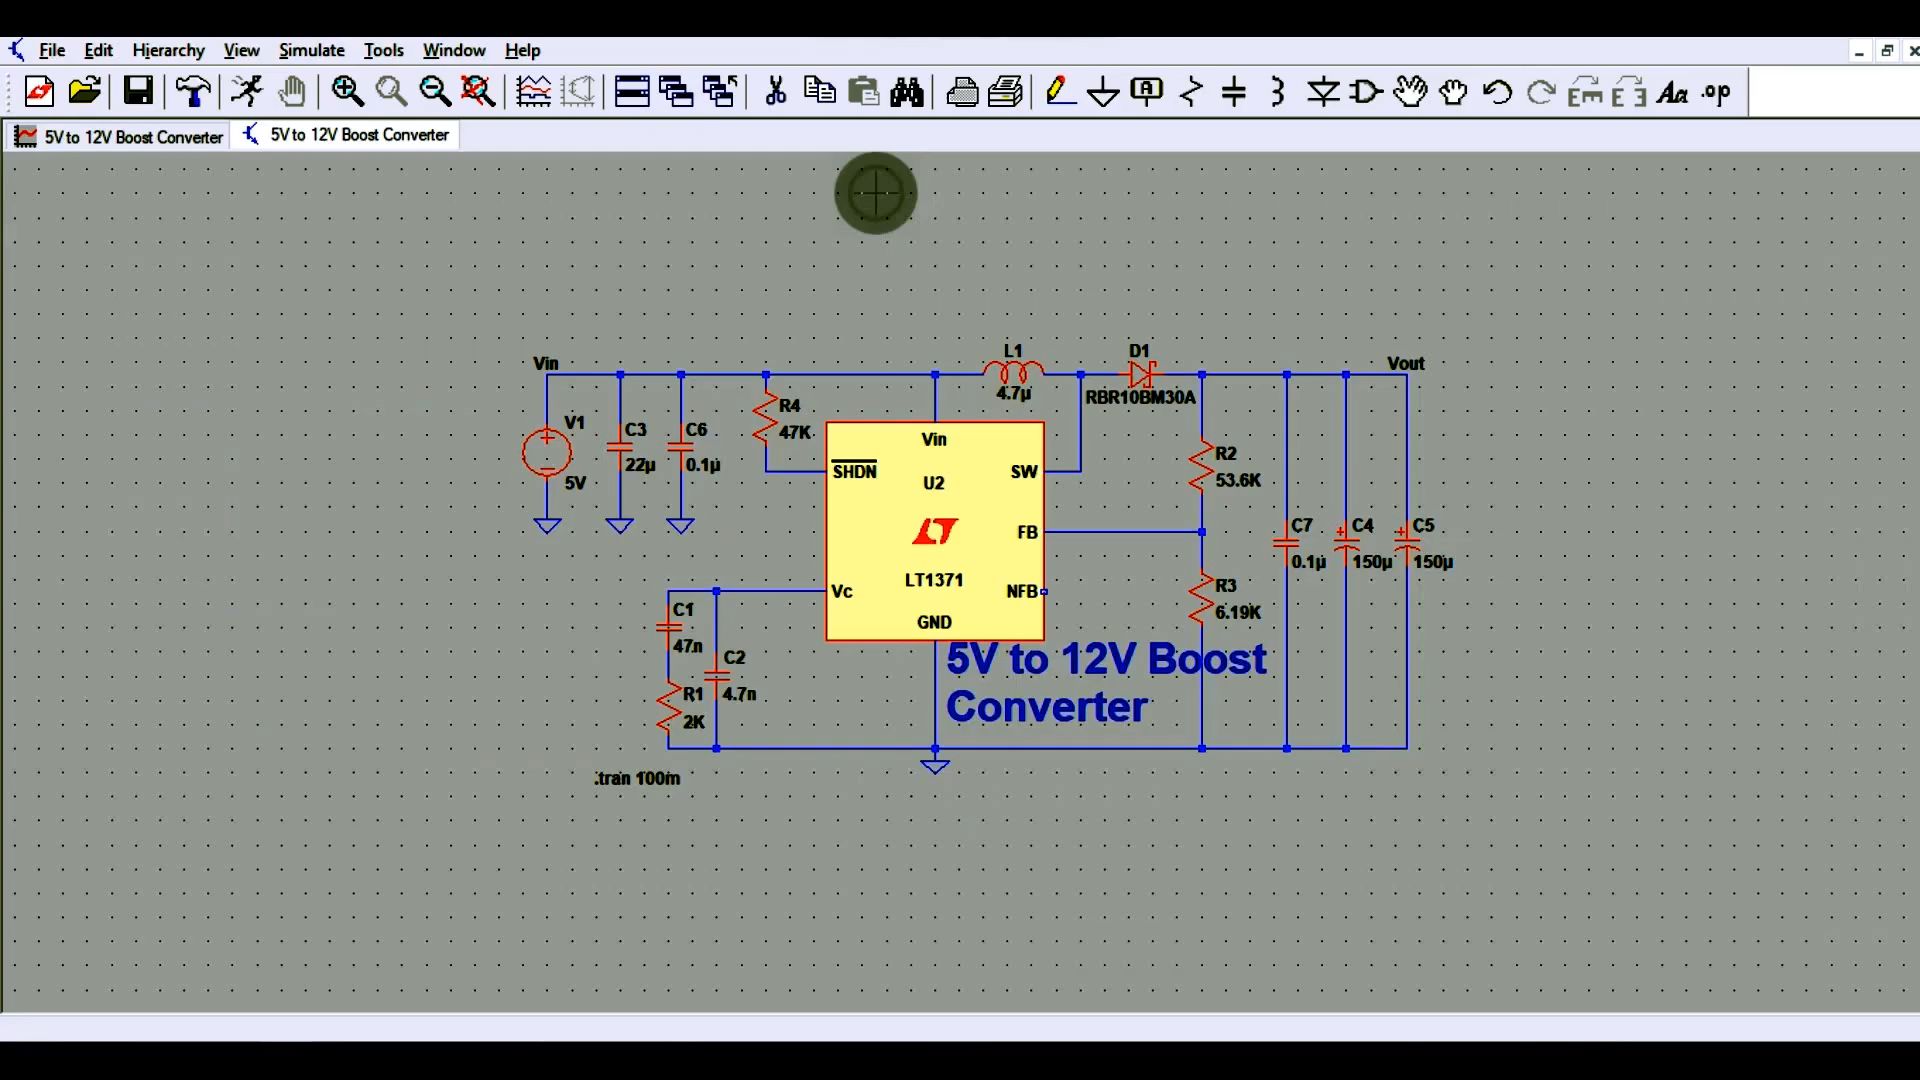 File Edit Hierarchy View Simulate Tools Window Help
Aa .op
5V to 12V Boost Converter 5V to 12V Boost Converter
L1 D1
Vin Vout
4.7µ RBR10BM30A
R4
47K
V1
C3 C6
22µ 0.1µ
5V
Vin
SHDN SW
U2
FB
LT1371
Vc NFB
GND
R2
53.6K
C7 C4 C5
0.1µ 150µ 150µ
R3
6.19K
C1
47n
C2
4.7n
R1
2K
5V to 12V Boost
Converter
.tran 100m